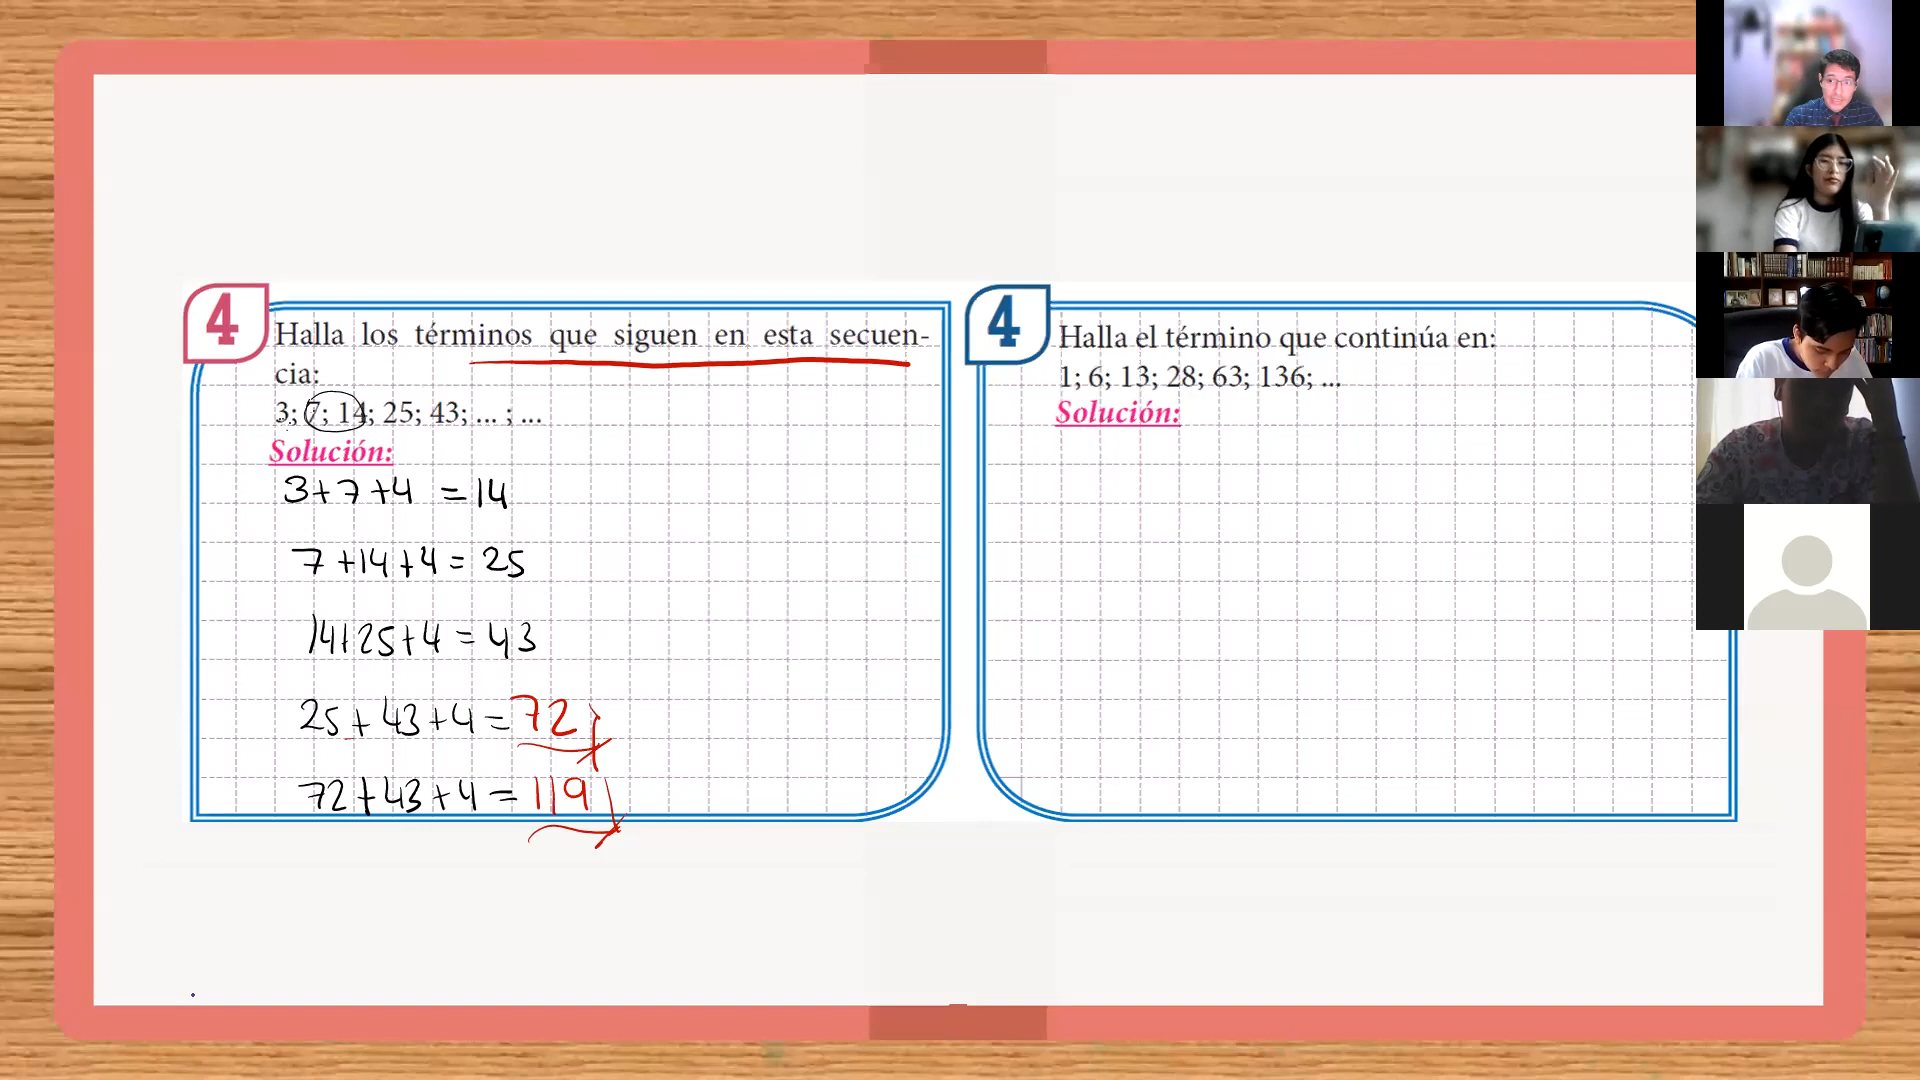 4
Halla los términos que siguen en esta secuen-
cia:
3; 7; 14; 25; 43; ... ; ...
Solución:
3+7+4 =14
7+14+4= 25
14+25+4=43
25+43+4=72
72+43+4=119
4
Halla el término que continúa en:
1; 6; 13; 28; 63; 136; ...
Solución: